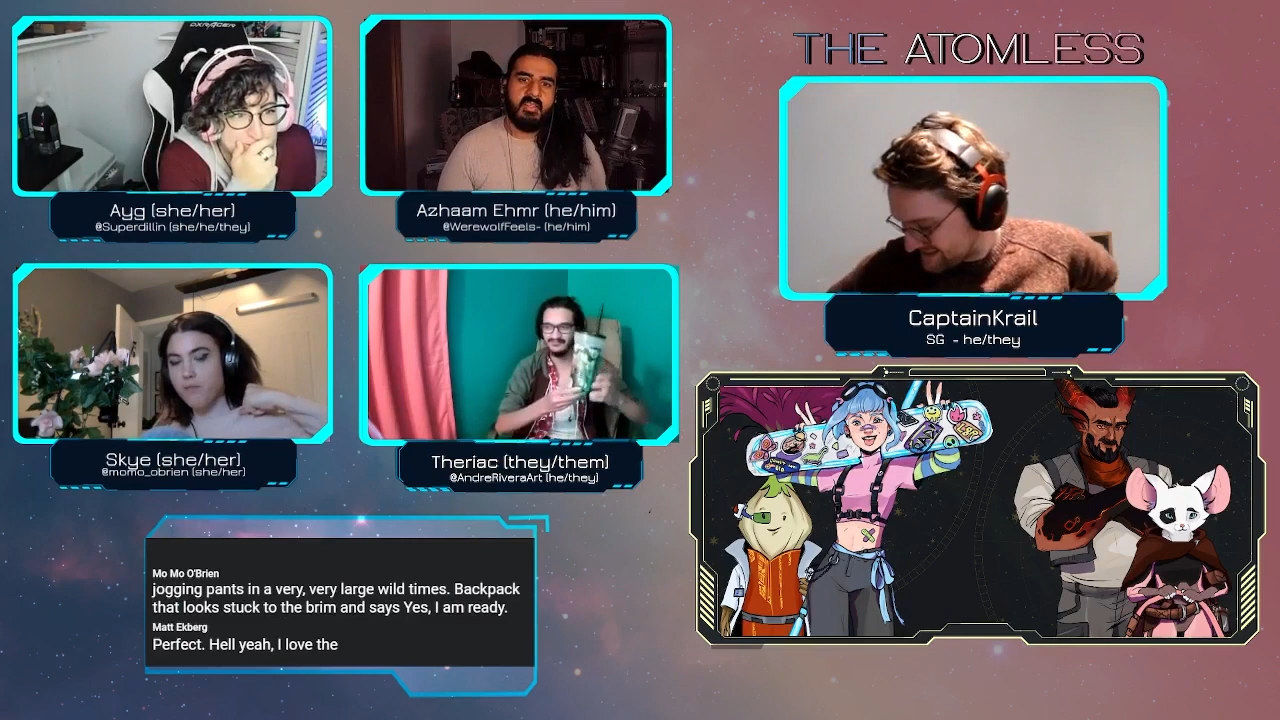 DXRACER
THE ATOMLESS
Ayg (she/her)
@Superdillin (she/he/they)
Azhaam Ehmr (he/him)
@WerewolfFeels- (he/him)
CaptainKrail
SG - he/they
Skye (she/her)
@momo_obrien (she/her)
Theriac (they/them)
@AndreRiveraArt (he/they)
Mo Mo O'Brien
jogging pants in a very, very large wild times. Backpack
that looks stuck to the brim and says Yes, I am ready.
Matt Ekberg
Perfect. Hell yeah, I love the